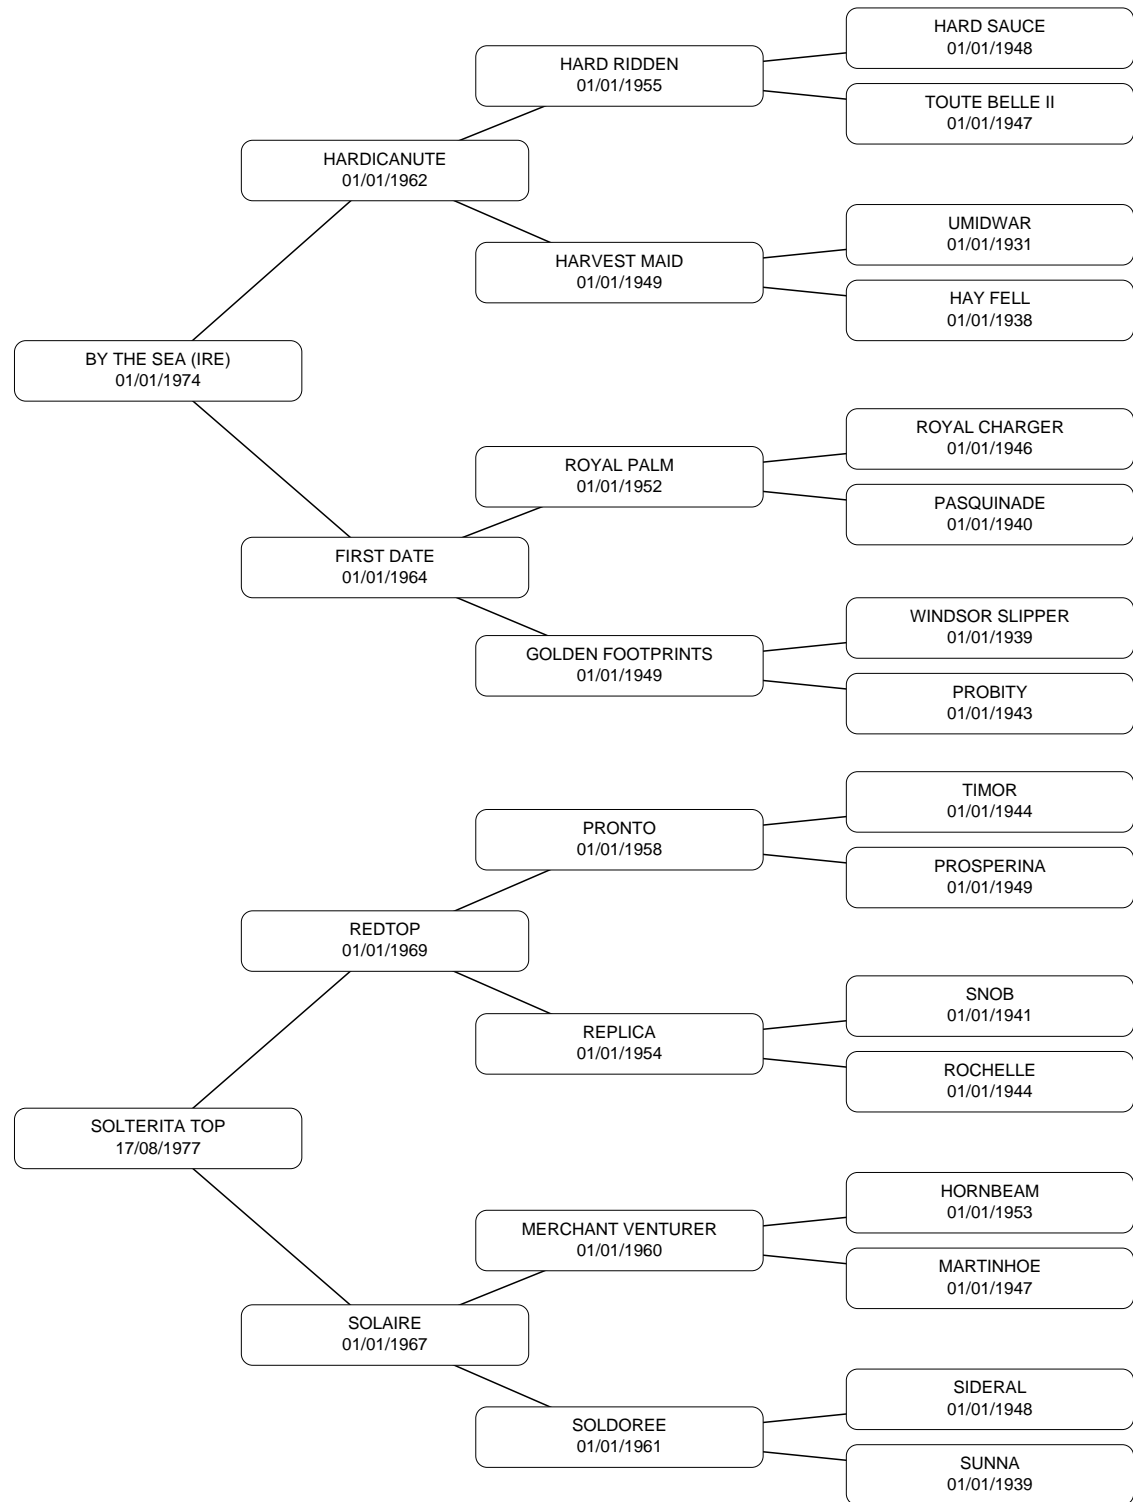 HARD SAUCE
01/01/1948
HARD RIDDEN
01/01/1955
TOUTE BELLE II
01/01/1947
HARDICANUTE
01/01/1962
UMIDWAR
01/01/1931
HARVEST MAID
01/01/1949
HAY FELL
01/01/1938
BY THE SEA (IRE)
01/01/1974
ROYAL CHARGER
01/01/1946
ROYAL PALM
01/01/1952
PASQUINADE
01/01/1940
FIRST DATE
01/01/1964
WINDSOR SLIPPER
01/01/1939
GOLDEN FOOTPRINTS
01/01/1949
PROBITY
01/01/1943
TIMOR
01/01/1944
PRONTO
01/01/1958
PROSPERINA
01/01/1949
REDTOP
01/01/1969
SNOB
01/01/1941
REPLICA
01/01/1954
ROCHELLE
01/01/1944
SOLTERITA TOP
17/08/1977
HORNBEAM
01/01/1953
MERCHANT VENTURER
01/01/1960
MARTINHOE
01/01/1947
SOLAIRE
01/01/1967
SIDERAL
01/01/1948
SOLDOREE
01/01/1961
SUNNA
01/01/1939